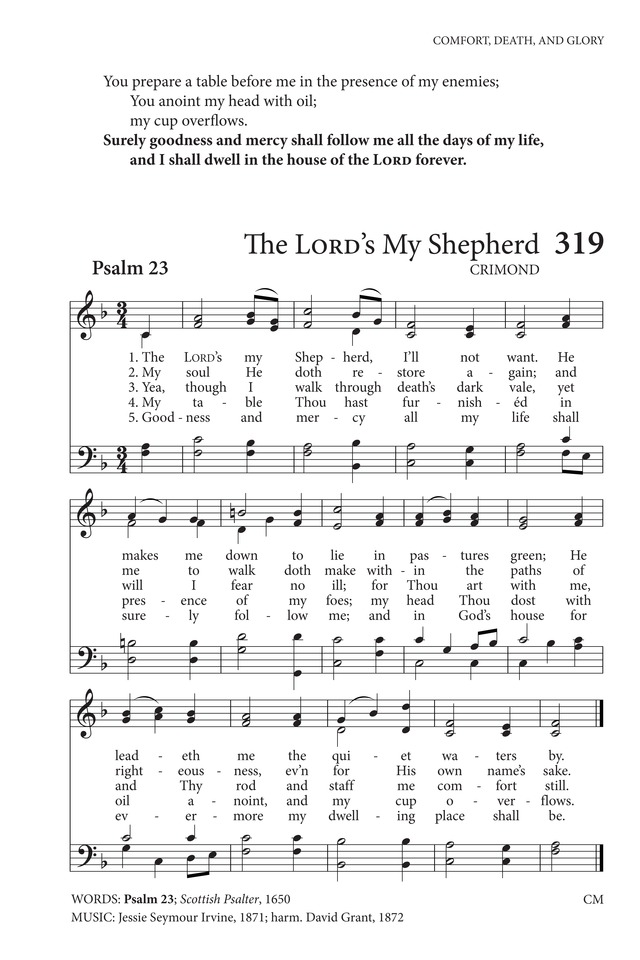 COMFORT, DEATH, AND GLORY
You prepare a table before me in the presence of my enemies;
You anoint my head with oil;
my cup overflows.
Surely goodness and mercy shall follow me all the days of my life,
and I shall dwell in the house of the LORD forever.
The LORD'S My Shepherd 319
Psalm 23 CRIMOND
1. The LORD'S my Shep - herd, I'll not want. He
2. My soul He doth re - store a - gain; and
3. Yea, though I walk through death's dark vale, yet
4. My ta - ble Thou hast fur - nish - éd in
5. Good - ness and mer - cy all my life shall
makes me down to lie in pas - tures green; He
me to walk doth make with - in the paths of
will I fear no ill; for Thou art with me,
pres - ence of my foes; my head Thou dost with
sure - ly fol - low me; and in God's house for
lead - eth me the qui - et wa - ters by.
right - eous - ness, ev'n for His own name's sake.
and Thy rod and staff me com - fort still.
oil a - noint, and my cup o - ver - flows.
ev - er - more my dwell - ing place shall be.
WORDS: Psalm 23; Scottish Psalter, 1650 CM
MUSIC: Jessie Seymour Irvine, 1871; harm. David Grant, 1872